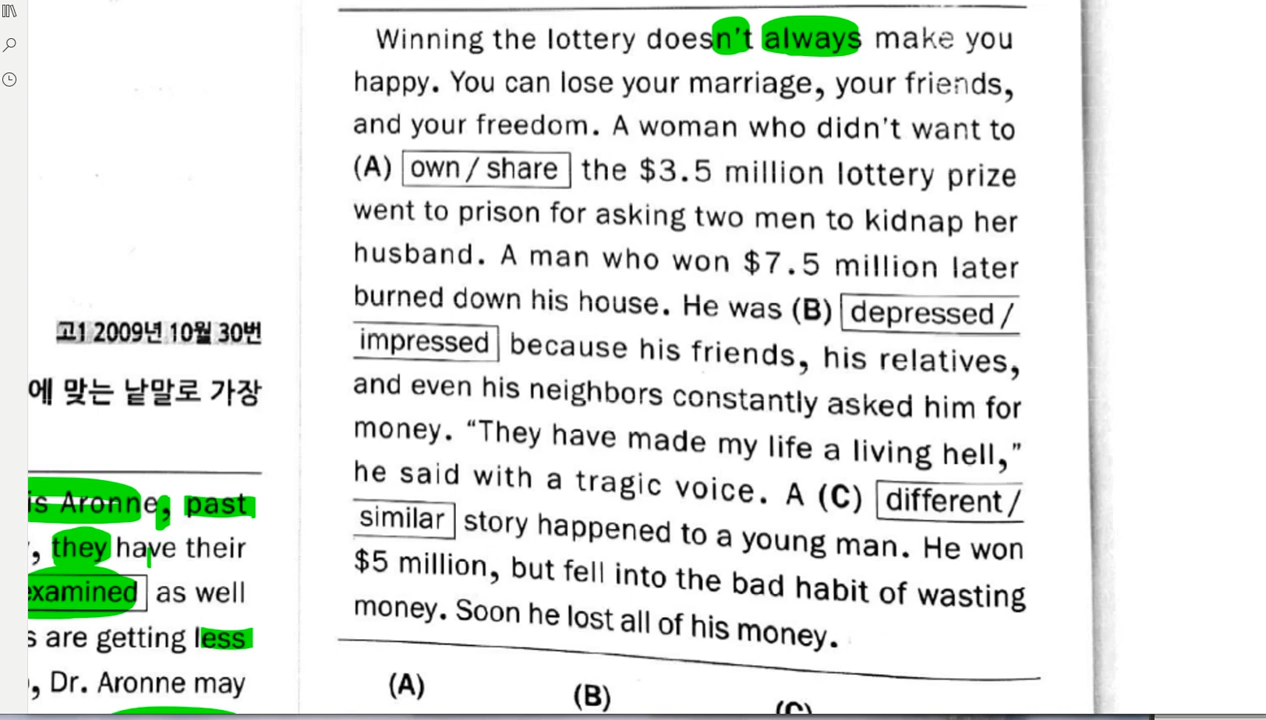 Winning the lottery doesn't always make you
happy. You can lose your marriage, your friends,
and your freedom. A woman who didn't want to
(A) own / share the $3.5 million lottery prize
went to prison for asking two men to kidnap her
husband. A man who won $7.5 million later
burned down his house. He was (B) depressed /
impressed because his friends, his relatives,
and even his neighbors constantly asked him for
money. “They have made my life a living hell,”
he said with a tragic voice. A (C) different /
similar story happened to a young man. He won
$5 million, but fell into the bad habit of wasting
money. Soon he lost all of his money.
(A) (B) (C)
고1 2009년 10월 30번
에 맞는 낱말로 가장
is Aronne, past
, they have their
examined as well
s are getting less
, Dr. Aronne may